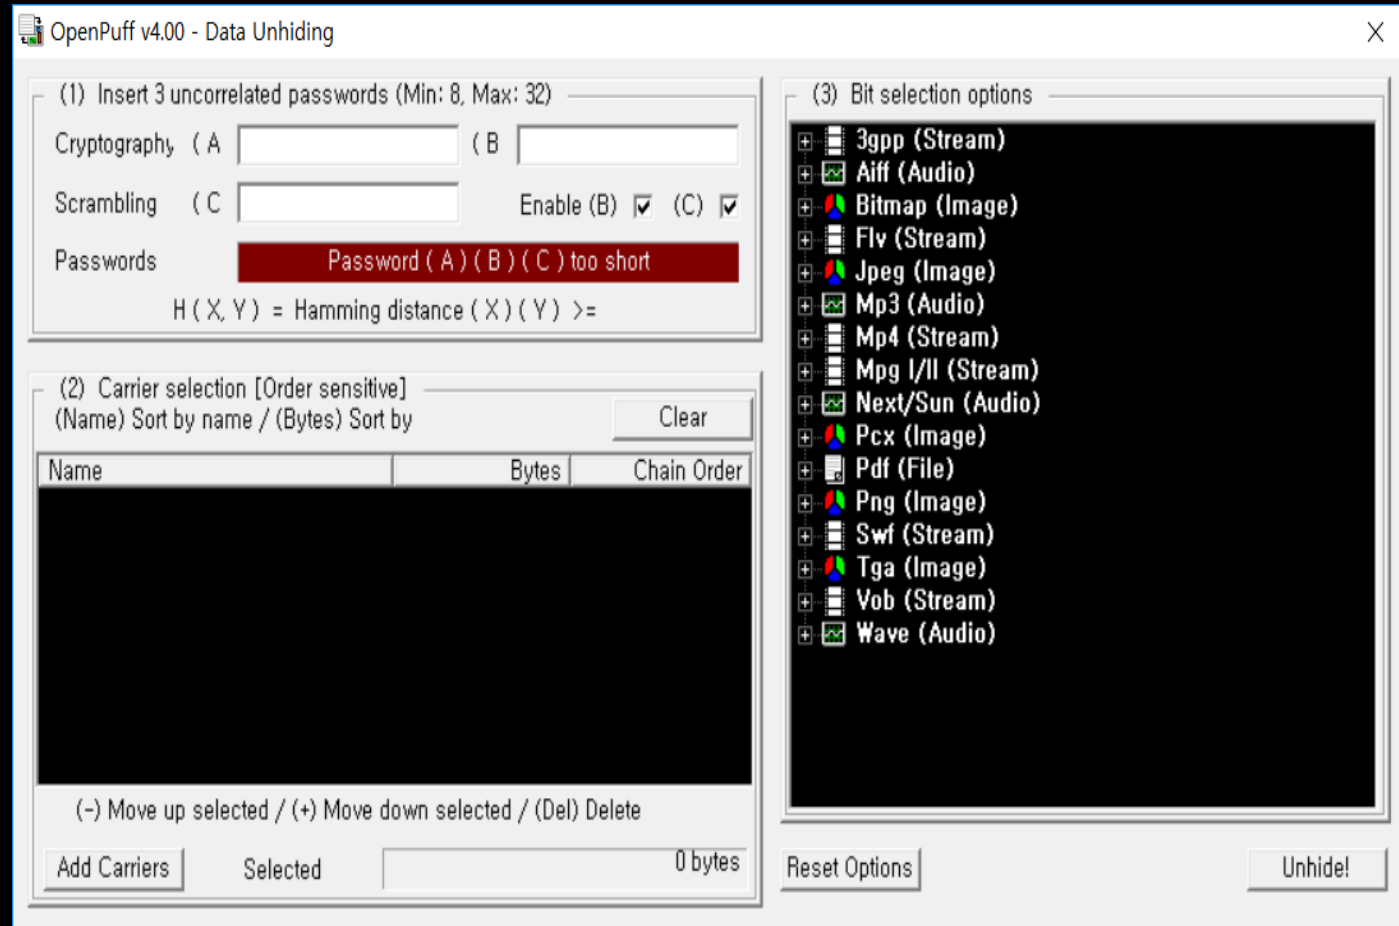 OpenPuff v4.00 - Data Unhiding
(1) Insert 3 uncorrelated passwords (Min: 8, Max: 32)
Cryptography ( A ( B
Scrambling ( C Enable (B) (C)
Passwords Password ( A ) ( B ) ( C ) too short
H ( X, Y ) = Hamming distance ( X ) ( Y ) >=
(2) Carrier selection [Order sensitive]
(Name) Sort by name / (Bytes) Sort by
Clear
Name Bytes Chain Order
(-) Move up selected / (+) Move down selected / (Del) Delete
Add Carriers Selected 0 bytes
(3) Bit selection options
3gpp (Stream)
Aiff (Audio)
Bitmap (Image)
Flv (Stream)
Jpeg (Image)
Mp3 (Audio)
Mp4 (Stream)
Mpg I/II (Stream)
Next/Sun (Audio)
Pcx (Image)
Pdf (File)
Png (Image)
Swf (Stream)
Tga (Image)
Vob (Stream)
Wave (Audio)
Reset Options Unhide!